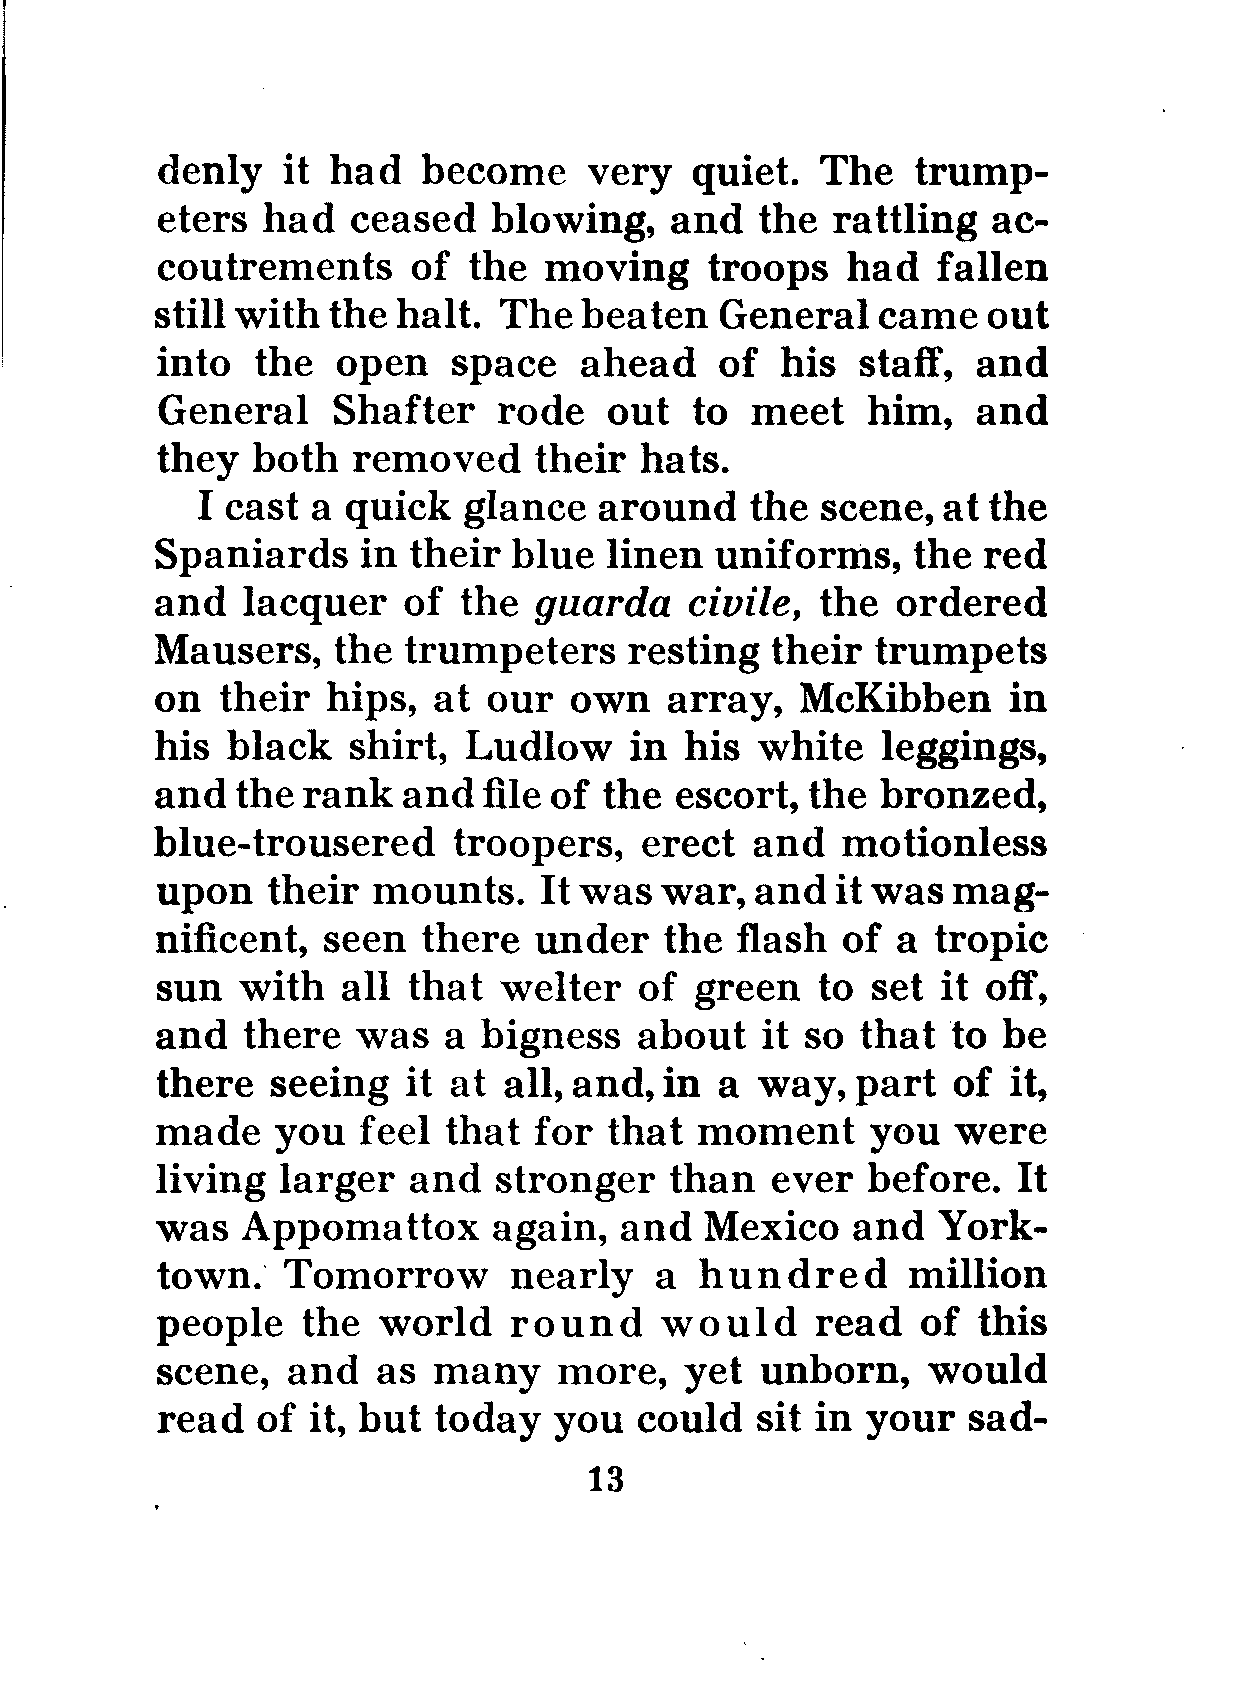 denly it had become very quiet. The trump-
eters had ceased blowing, and the rattling ac-
coutrements of the moving troops had fallen
still with the halt. The beaten General came out
into the open space ahead of his staff, and
General Shafter rode out to meet him, and
they both removed their hats.
I cast a quick glance around the scene, at the
Spaniards in their blue linen uniforms, the red
and lacquer of the guarda civile, the ordered
Mausers, the trumpeters resting their trumpets
on their hips, at our own array, McKibben in
his black shirt, Ludlow in his white leggings,
and the rank and file of the escort, the bronzed,
blue-trousered troopers, erect and motionless
upon their mounts. It was war, and it was mag-
nificent, seen there under the flash of a tropic
sun with all that welter of green to set it off,
and there was a bigness about it so that to be
there seeing it at all, and, in a way, part of it,
made you feel that for that moment you were
living larger and stronger than ever before. It
was Appomattox again, and Mexico and York-
town. Tomorrow nearly a hundred million
people the world round would read of this
scene, and as many more, yet unborn, would
read of it, but today you could sit in your sad-
13